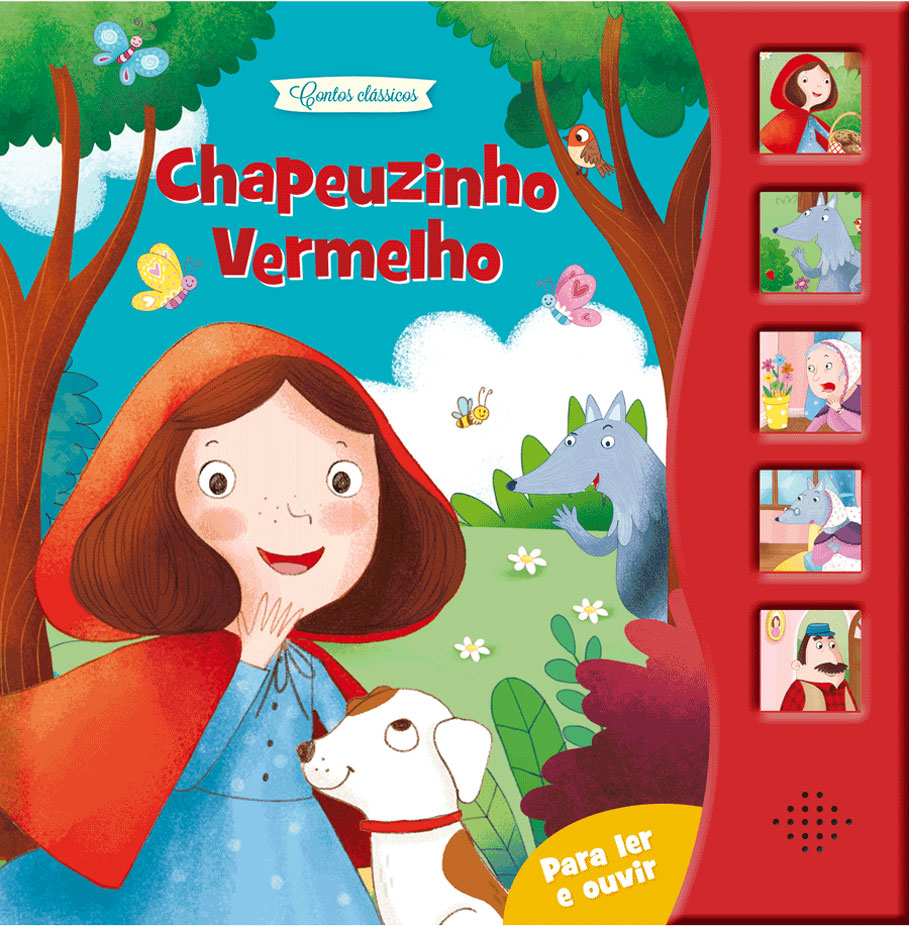 Contos clássicos
Chapeuzinho
Vermelho
Para ler
e ouvir